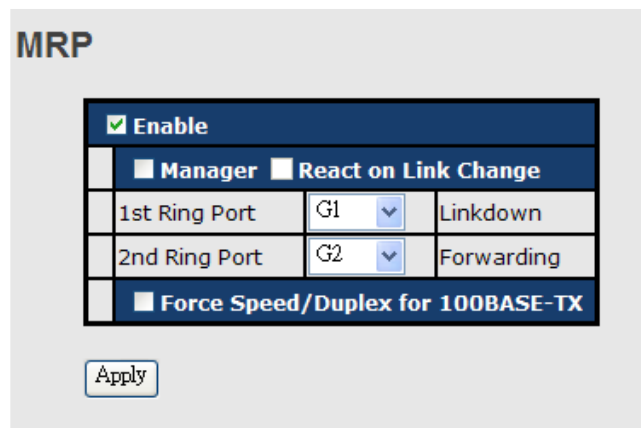 MRP
Enable
Manager React on Link Change
1st Ring Port G1 Linkdown
2nd Ring Port G2 Forwarding
Force Speed/Duplex for 100BASE-TX
Apply